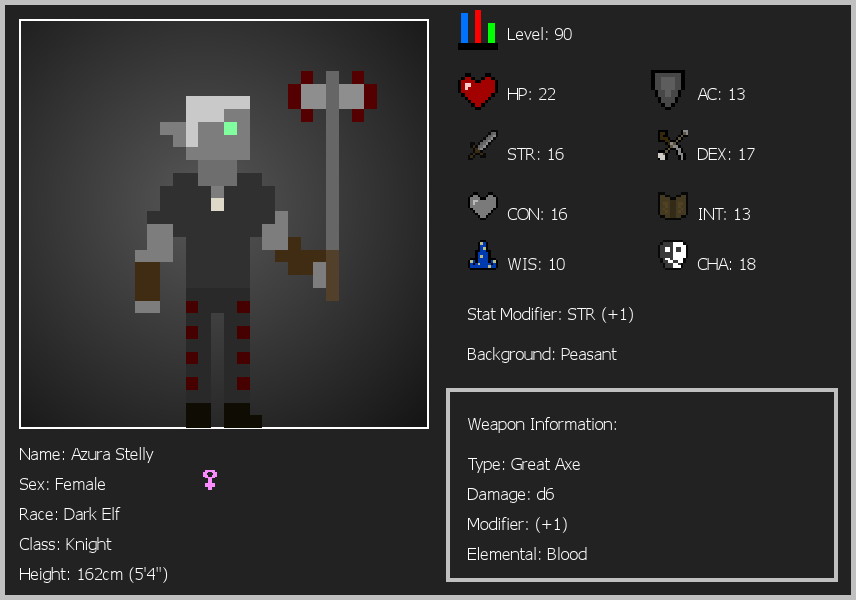 Level: 90
HP: 22
AC: 13
STR: 16
DEX: 17
CON: 16
INT: 13
WIS: 10
CHA: 18
Stat Modifier: STR (+1)
Background: Peasant
Weapon Information:
Type: Great Axe
Damage: d6
Modifier: (+1)
Elemental: Blood
Name: Azura Stelly
Sex: Female
Race: Dark Elf
Class: Knight
Height: 162cm (5'4")